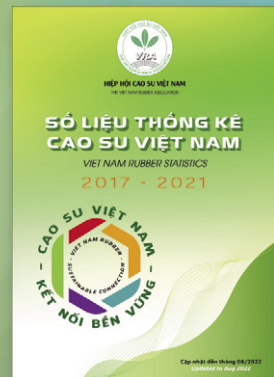 VRA
HIỆP HỘI CAO SU VIỆT NAM
THE VIET NAM RUBBER ASSOCIATION
SỐ LIỆU THỐNG KÊ
CAO SU VIỆT NAM
VIET NAM RUBBER STATISTICS
2017 - 2021
CAO SU VIỆT NAM
VIET NAM RUBBER
SUSTAINABLE CONNECTION
KẾT NỐI BỀN VỮNG
Cập nhật đến tháng 08/2022
Updated to Aug 2022